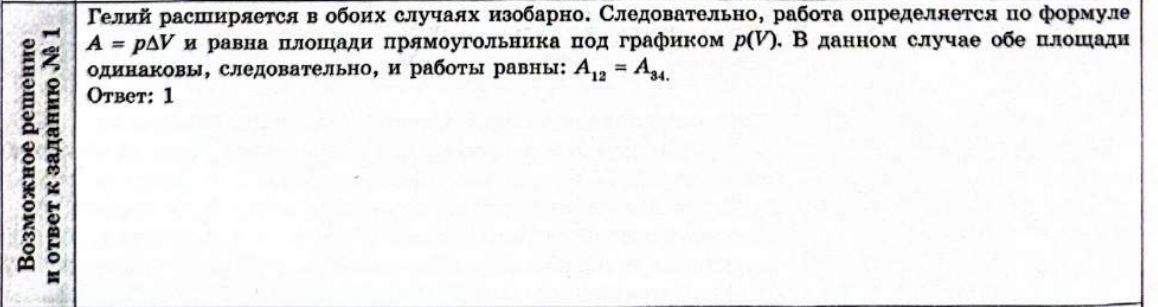 Возможное решение
и ответ к заданию № 1
Гелий расширяется в обоих случаях изобарно. Следовательно, работа определяется по формуле
A = pΔV и равна площади прямоугольника под графиком p(V). В данном случае обе площади
одинаковы, следовательно, и работы равны: A₁₂ = A₃₄.
Ответ: 1